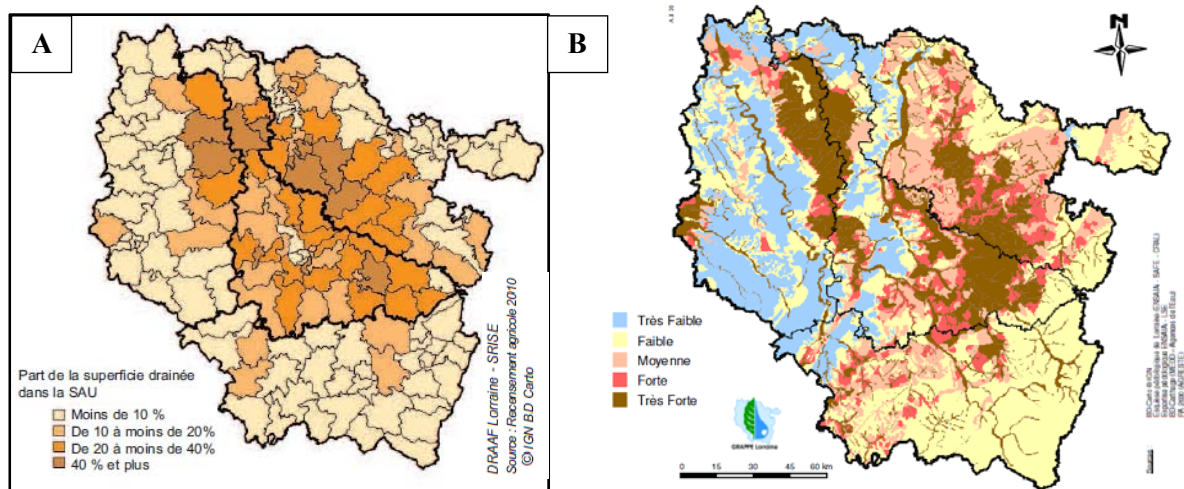 A
Part de la superficie drainée
dans la SAU
Moins de 10 %
De 10 à moins de 20%
De 20 à moins de 40%
40 % et plus
DRAAF Lorraine - SRISE
Source : Recensement agricole 2010
© IGN BD Carto
B
N
Très Faible
Faible
Moyenne
Forte
Très Forte
GRAPPE Lorraine
0 15 30 45 60 km